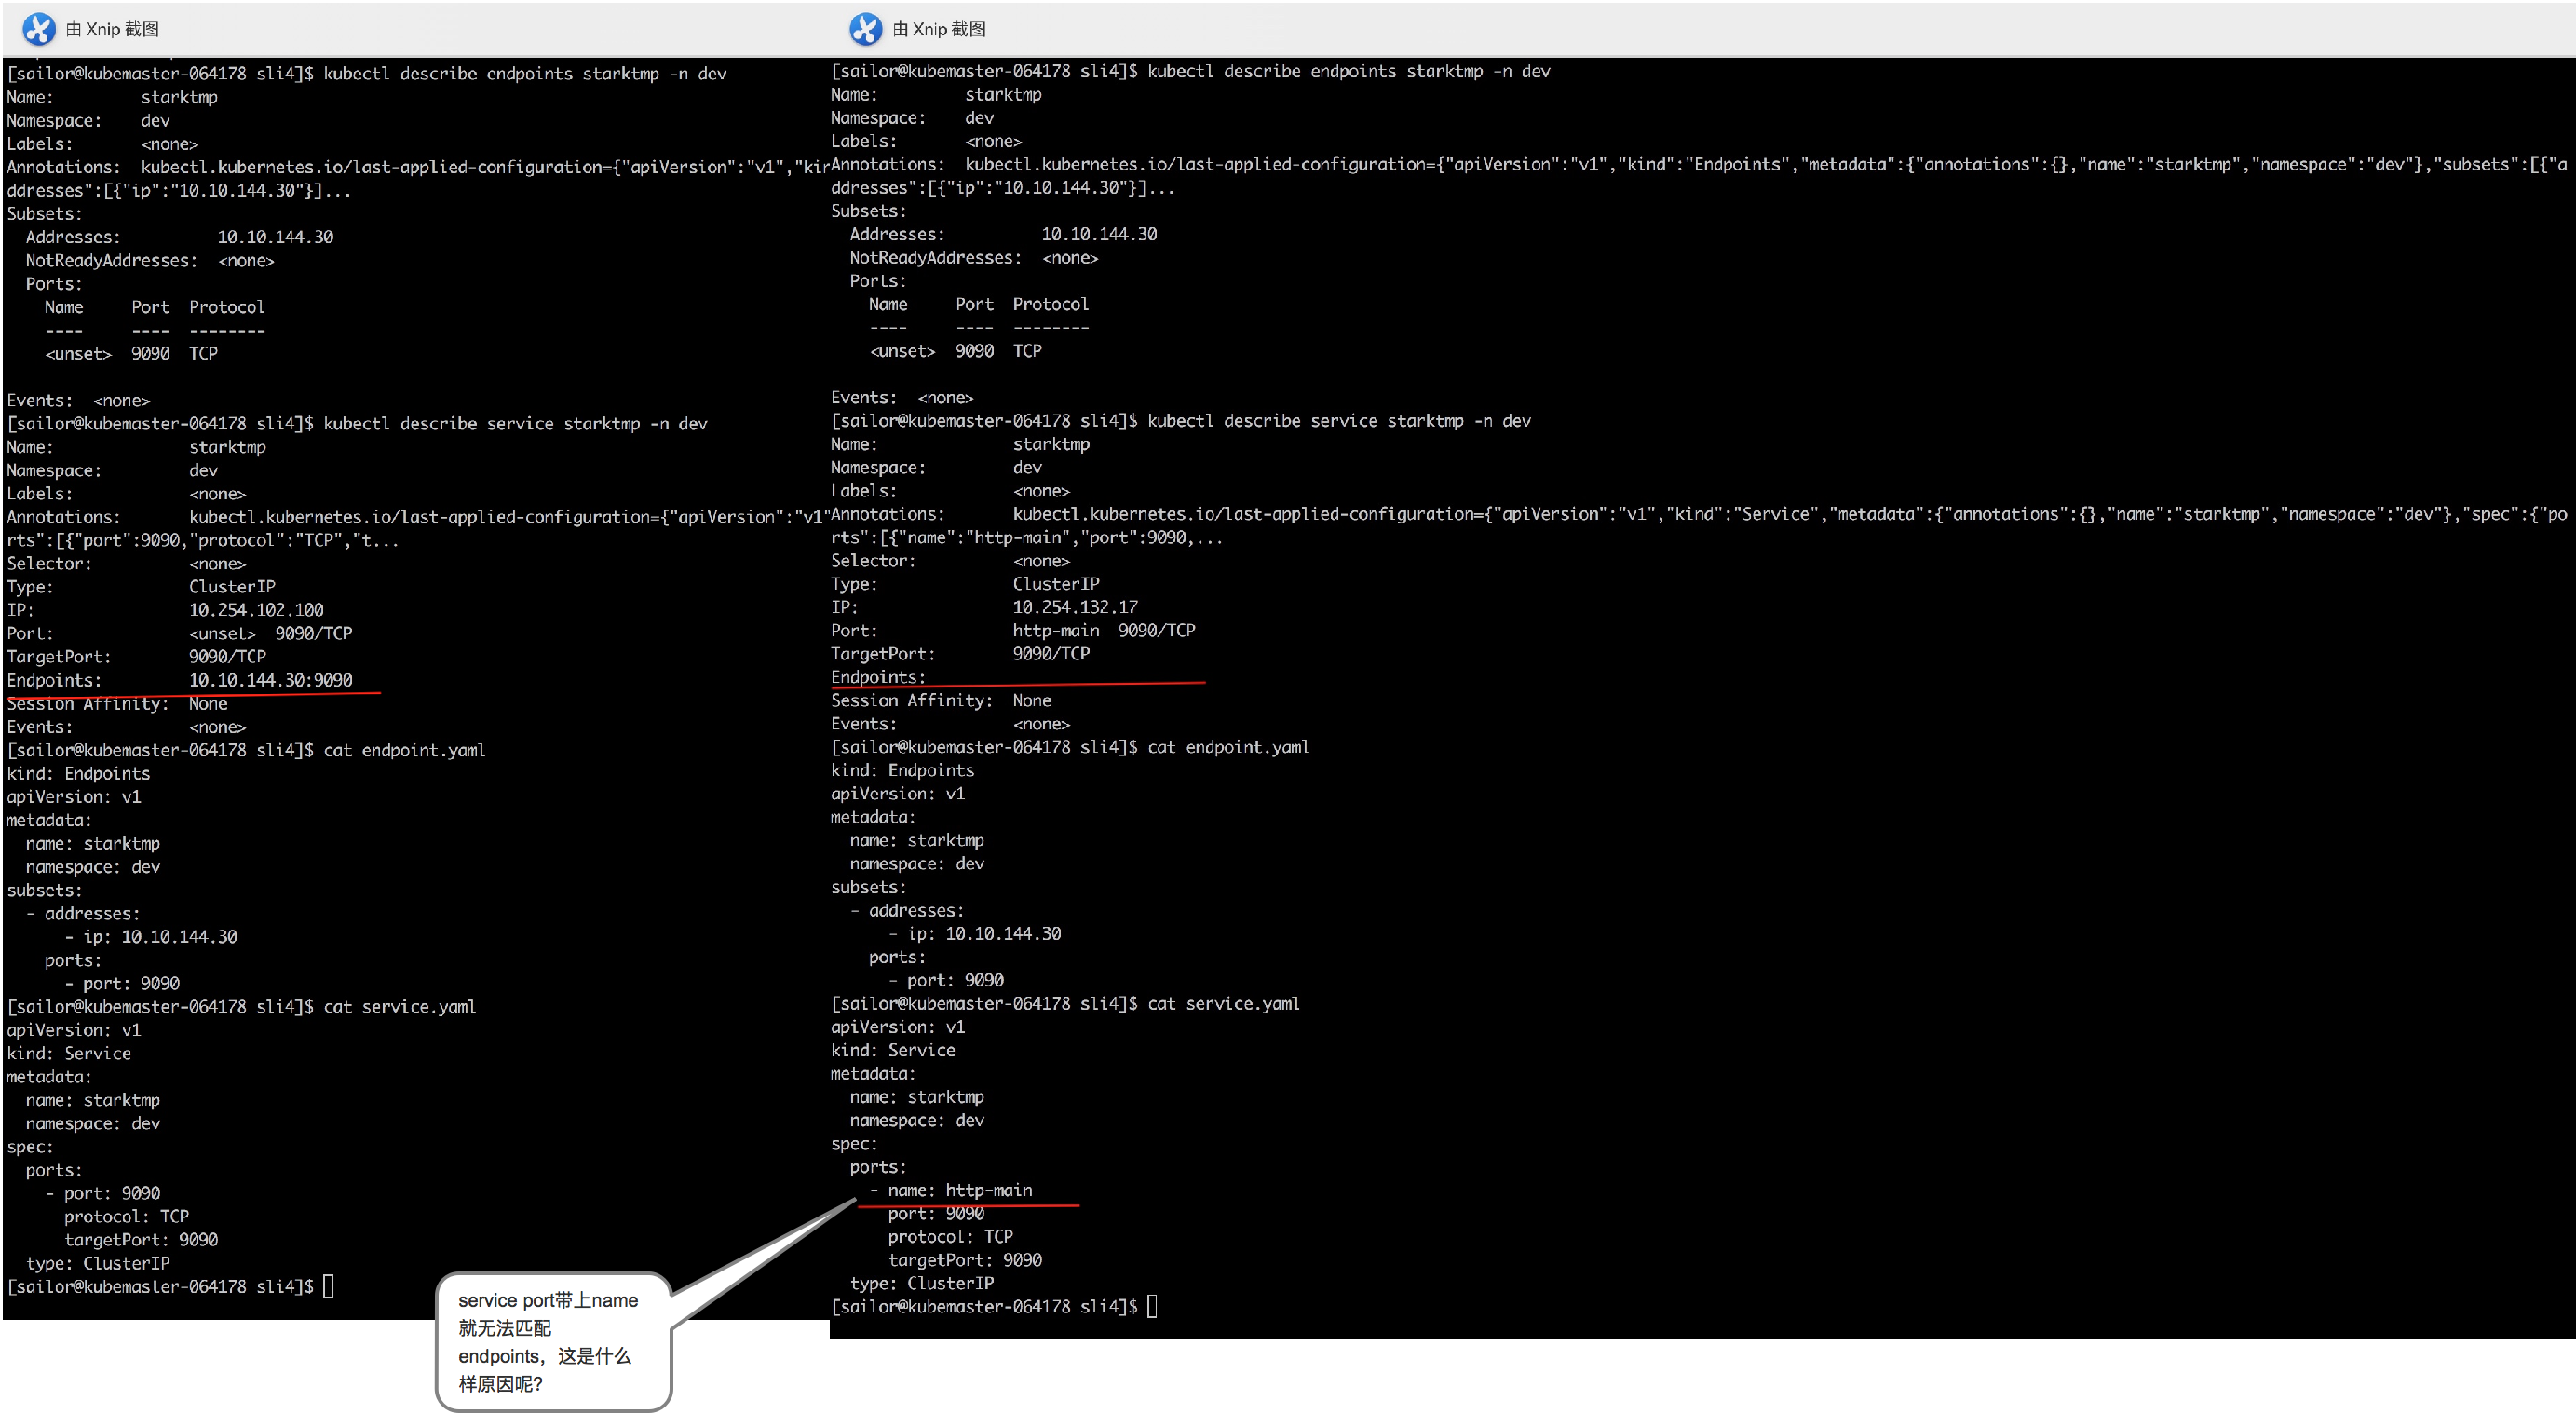 由 Xnip 截图
[sailor@kubemaster-064178 sli4]$ kubectl describe endpoints starktmp -n dev
Name:         starktmp
Namespace:    dev
Labels:       <none>
Annotations:  kubectl.kubernetes.io/last-applied-configuration={"apiVersion":"v1","kin
ddresses":[{"ip":"10.10.144.30"}]...
Subsets:
  Addresses:          10.10.144.30
  NotReadyAddresses:  <none>
  Ports:
    Name     Port  Protocol
    ----     ----  --------
    <unset>  9090  TCP
Events:  <none>
[sailor@kubemaster-064178 sli4]$ kubectl describe service starktmp -n dev
Name:              starktmp
Namespace:         dev
Labels:            <none>
Annotations:       kubectl.kubernetes.io/last-applied-configuration={"apiVersion":"v1"
rts":[{"port":9090,"protocol":"TCP","t...
Selector:          <none>
Type:              ClusterIP
IP:                10.254.102.100
Port:              <unset>  9090/TCP
TargetPort:        9090/TCP
Endpoints:         10.10.144.30:9090
Session Affinity:  None
Events:            <none>
[sailor@kubemaster-064178 sli4]$ cat endpoint.yaml
kind: Endpoints
apiVersion: v1
metadata:
  name: starktmp
  namespace: dev
subsets:
  - addresses:
      - ip: 10.10.144.30
    ports:
      - port: 9090
[sailor@kubemaster-064178 sli4]$ cat service.yaml
apiVersion: v1
kind: Service
metadata:
  name: starktmp
  namespace: dev
spec:
  ports:
    - port: 9090
      protocol: TCP
      targetPort: 9090
  type: ClusterIP
[sailor@kubemaster-064178 sli4]$
由 Xnip 截图
[sailor@kubemaster-064178 sli4]$ kubectl describe endpoints starktmp -n dev
Name:         starktmp
Namespace:    dev
Labels:       <none>
Annotations:  kubectl.kubernetes.io/last-applied-configuration={"apiVersion":"v1","kind":"Endpoints","metadata":{"annotations":{},"name":"starktmp","namespace":"dev"},"subsets":[{"a
ddresses":[{"ip":"10.10.144.30"}]...
Subsets:
  Addresses:          10.10.144.30
  NotReadyAddresses:  <none>
  Ports:
    Name     Port  Protocol
    ----     ----  --------
    <unset>  9090  TCP
Events:  <none>
[sailor@kubemaster-064178 sli4]$ kubectl describe service starktmp -n dev
Name:              starktmp
Namespace:         dev
Labels:            <none>
Annotations:       kubectl.kubernetes.io/last-applied-configuration={"apiVersion":"v1","kind":"Service","metadata":{"annotations":{},"name":"starktmp","namespace":"dev"},"spec":{"po
rts":[{"name":"http-main","port":9090,...
Selector:          <none>
Type:              ClusterIP
IP:                10.254.132.17
Port:              http-main  9090/TCP
TargetPort:        9090/TCP
Endpoints:
Session Affinity:  None
Events:            <none>
[sailor@kubemaster-064178 sli4]$ cat endpoint.yaml
kind: Endpoints
apiVersion: v1
metadata:
  name: starktmp
  namespace: dev
subsets:
  - addresses:
      - ip: 10.10.144.30
    ports:
      - port: 9090
[sailor@kubemaster-064178 sli4]$ cat service.yaml
apiVersion: v1
kind: Service
metadata:
  name: starktmp
  namespace: dev
spec:
  ports:
    - name: http-main
      port: 9090
      protocol: TCP
      targetPort: 9090
  type: ClusterIP
[sailor@kubemaster-064178 sli4]$
service port带上name
就无法匹配
endpoints，这是什么
样原因呢?